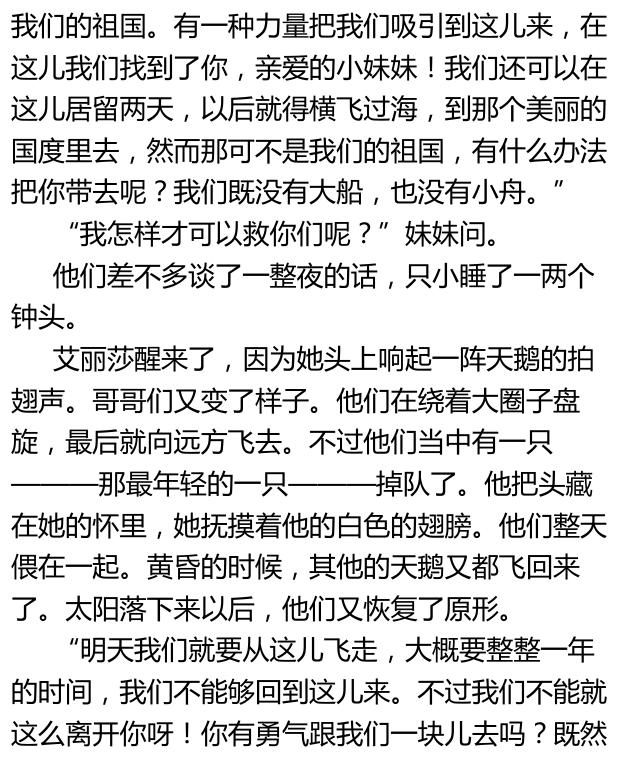 我们的祖国。有一种力量把我们吸引到这儿来，在
这儿我们找到了你，亲爱的小妹妹！我们还可以在
这儿居留两天，以后就得横飞过海，到那个美丽的
国度里去，然而那可不是我们的祖国，有什么办法
把你带去呢？我们既没有大船，也没有小舟。”
“我怎样才可以救你们呢？”妹妹问。
他们差不多谈了一整夜的话，只小睡了一两个
钟头。
艾丽莎醒来了，因为她头上响起一阵天鹅的拍
翅声。哥哥们又变了样子。他们在绕着大圈子盘
旋，最后就向远方飞去。不过他们当中有一只
———那最年轻的一只———掉队了。他把头藏
在她的怀里，她抚摸着他的白色的翅膀。他们整天
偎在一起。黄昏的时候，其他的天鹅又都飞回来
了。太阳落下来以后，他们又恢复了原形。
“明天我们就要从这儿飞走，大概要整整一年
的时间，我们不能够回到这儿来。不过我们不能就
这么离开你呀！你有勇气跟我们一块儿去吗？既然